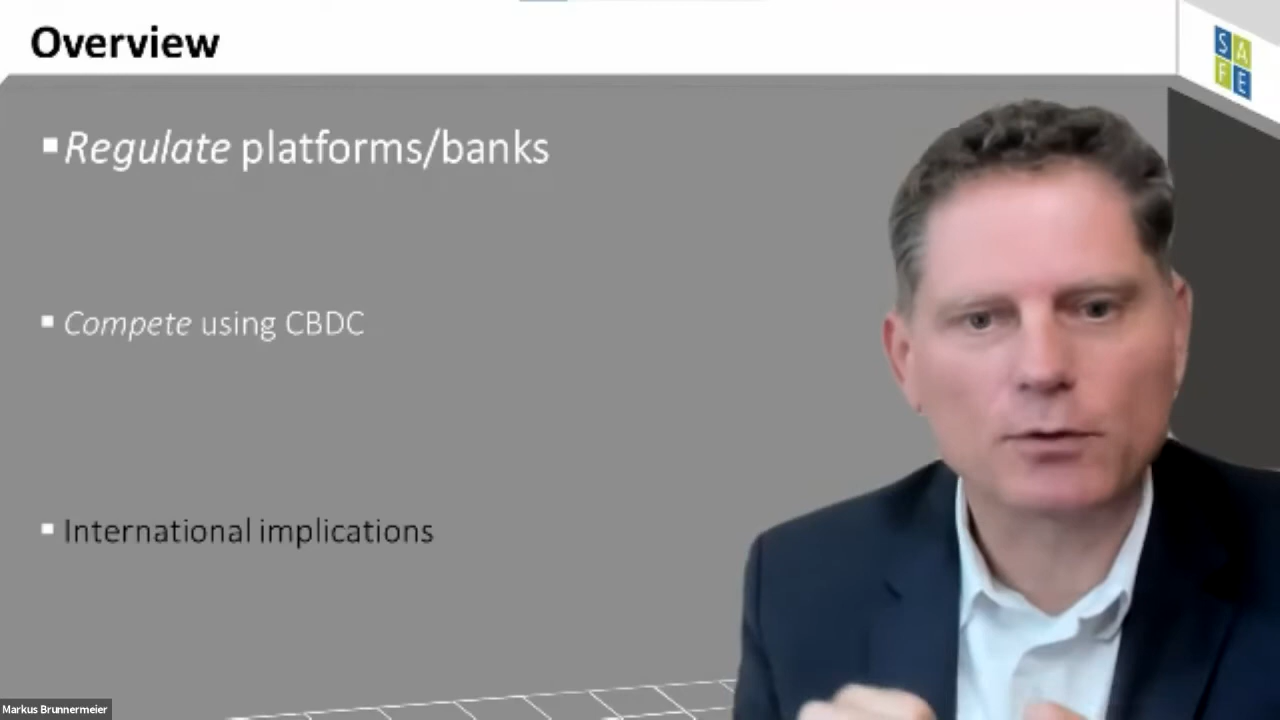 Overview
S A
F E
Regulate platforms/banks
Compete using CBDC
International implications
Markus Brunnermeier